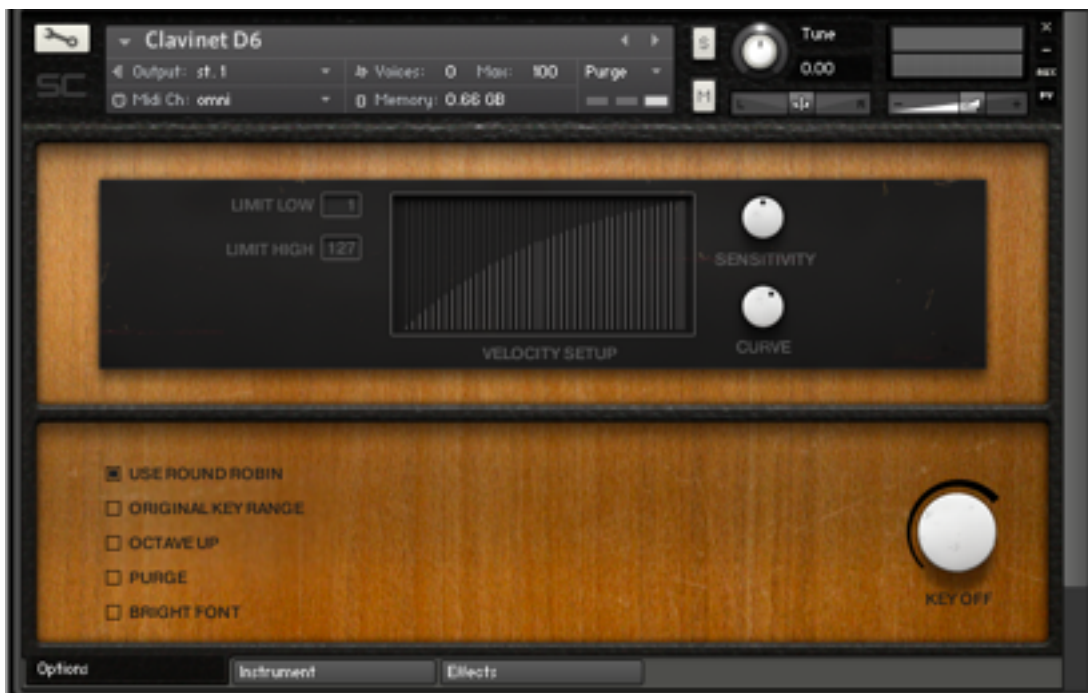 Clavinet D6
S
Tune
Output: st. 1
Voices: 0 Max: 100
Purge
0.00
SC
Midi Ch: omni
Memory: 0.66 GB
M
L
R
AUX
PV
LIMIT LOW 1
LIMIT HIGH 127
SENSITIVITY
CURVE
VELOCITY SETUP
USE ROUND ROBIN
ORIGINAL KEY RANGE
OCTAVE UP
PURGE
BRIGHT FONT
KEY OFF
Options
Instrument
Effects